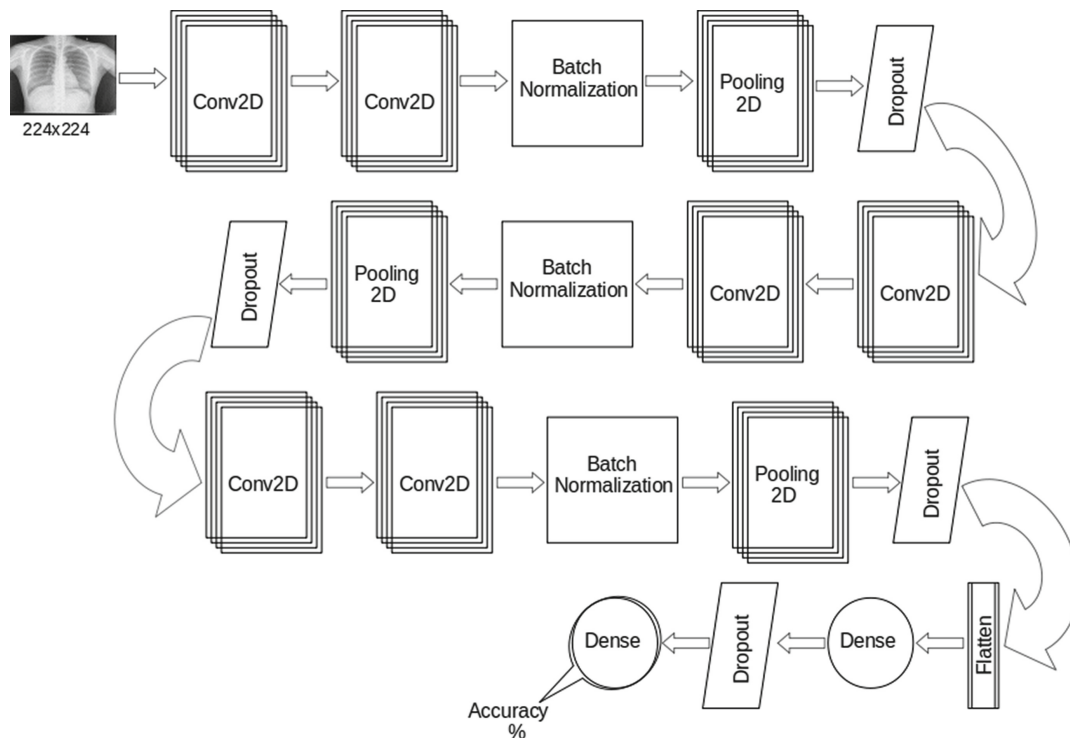 224x224
Conv2D
Conv2D
Batch
Normalization
Pooling
2D
Dropout
Conv2D
Conv2D
Batch
Normalization
Pooling
2D
Dropout
Conv2D
Conv2D
Batch
Normalization
Pooling
2D
Dropout
Flatten
Dense
Dropout
Dense
Accuracy
%